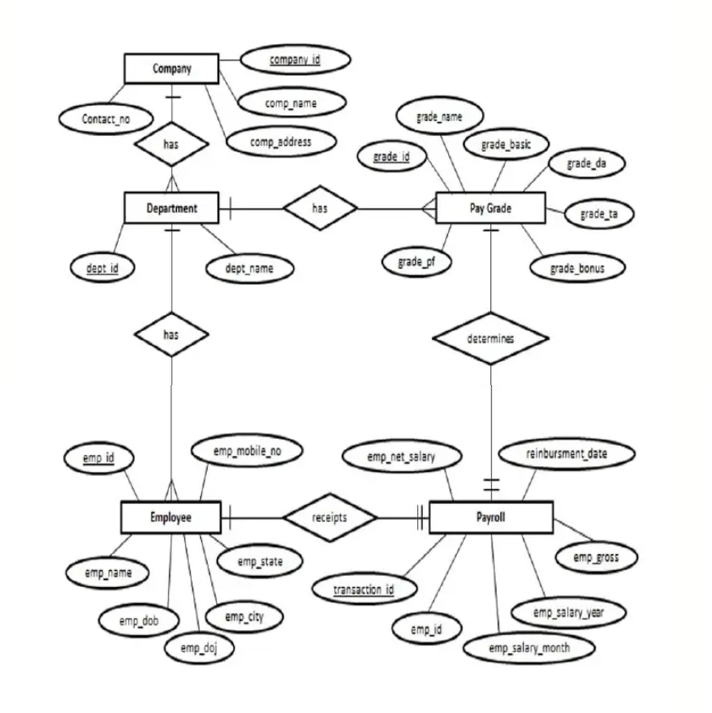 company_id
Company
comp_name
Contact_no
comp_address
has
grade_name
grade_basic
grade_id
grade_da
Department
has
Pay Grade
grade_ta
dept_id
dept_name
grade_pf
grade_bonus
has
determines
emp_id
emp_mobile_no
emp_net_salary
reinbursment_date
Employee
receipts
Payroll
emp_name
emp_state
emp_gross
transaction_id
emp_dob
emp_city
emp_salary_year
emp_id
emp_doj
emp_salary_month